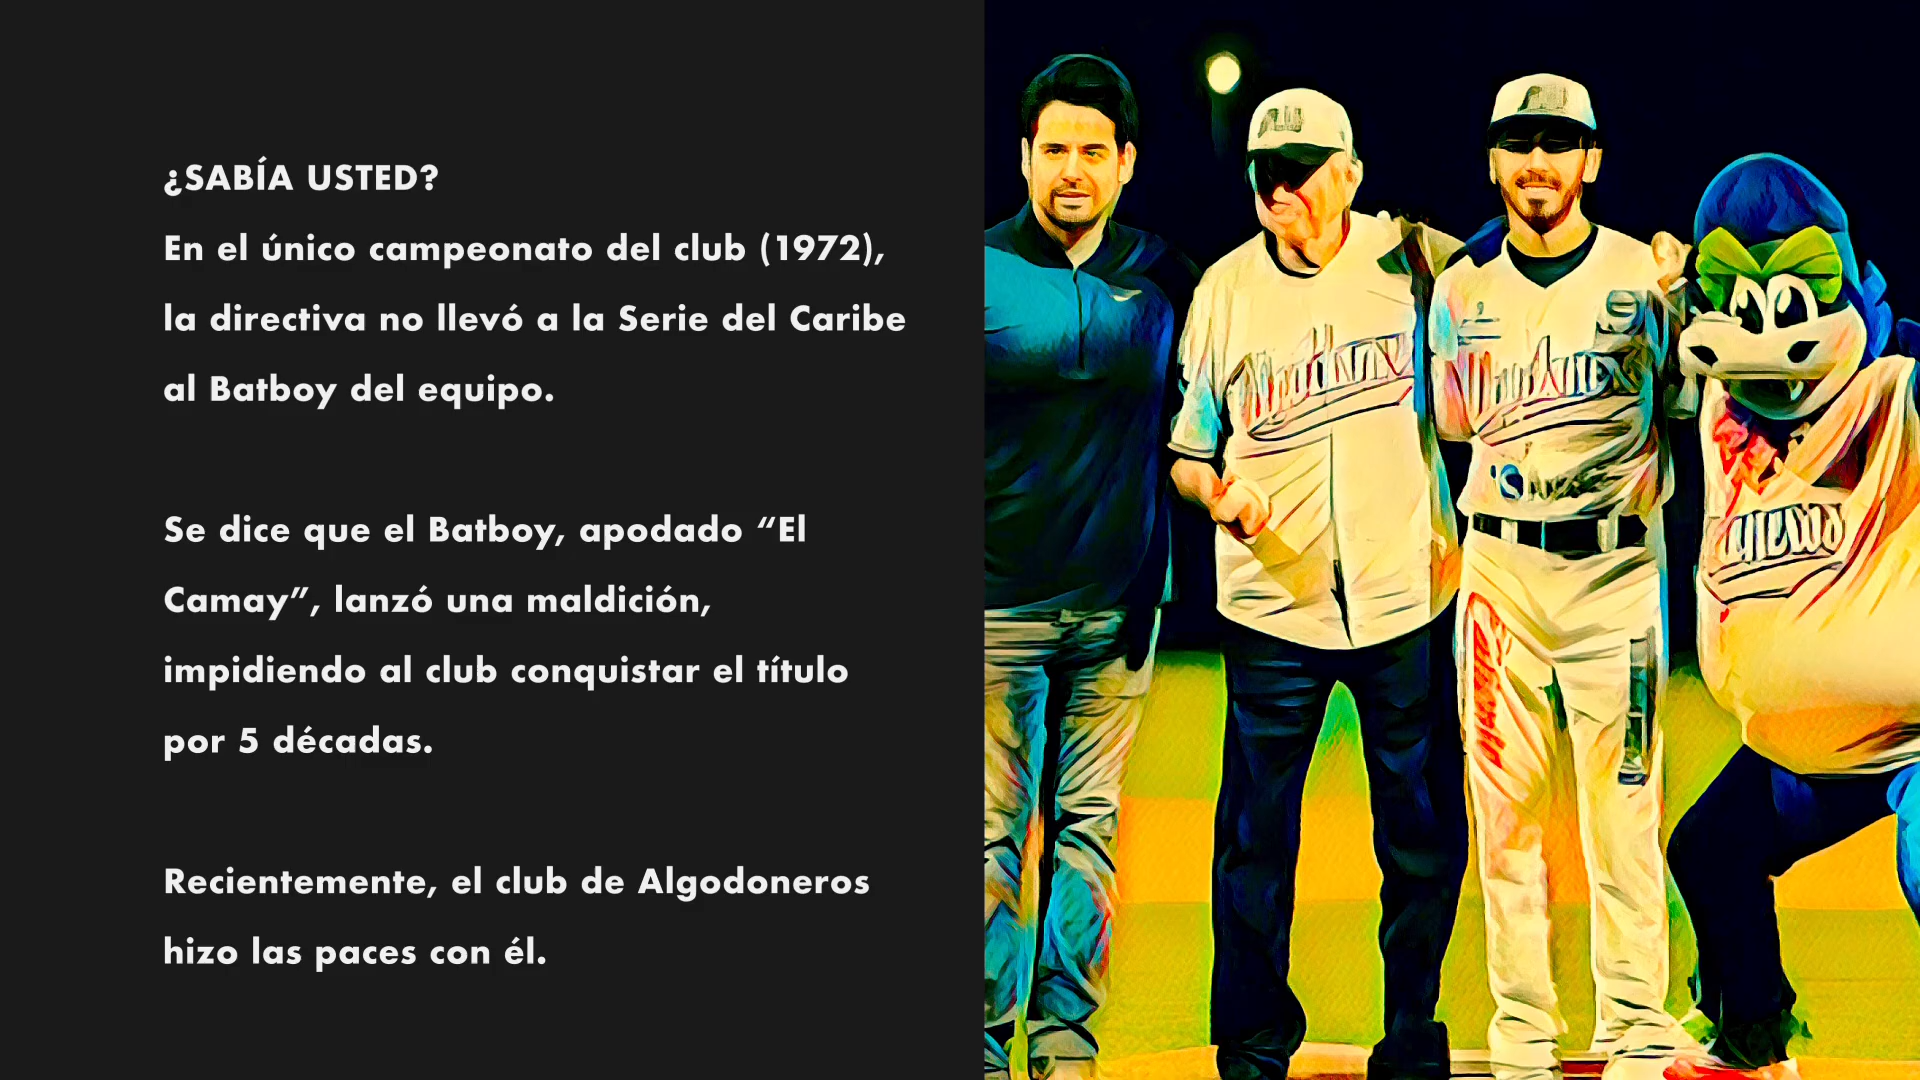 ¿SABÍA USTED?
En el único campeonato del club (1972),
la directiva no llevó a la Serie del Caribe
al Batboy del equipo.
Se dice que el Batboy, apodado “El
Camay”, lanzó una maldición,
impidiendo al club conquistar el título
por 5 décadas.
Recientemente, el club de Algodoneros
hizo las paces con él.